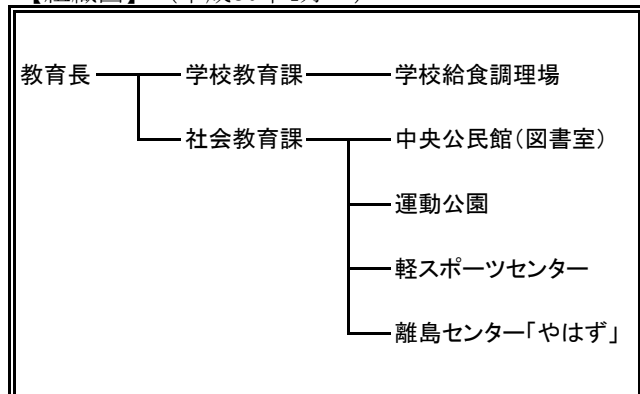 教育長 学校教育課 学校給食調理場
社会教育課 中央公民館(図書室)
運動公園
軽スポーツセンター
離島センター「やはず」